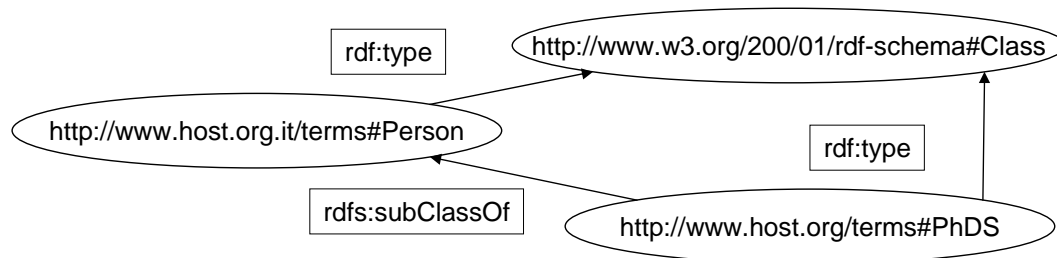 rdf:type
http://www.w3.org/200/01/rdf-schema#Class
http://www.host.org.it/terms#Person
rdf:type
rdfs:subClassOf
http://www.host.org/terms#PhDS